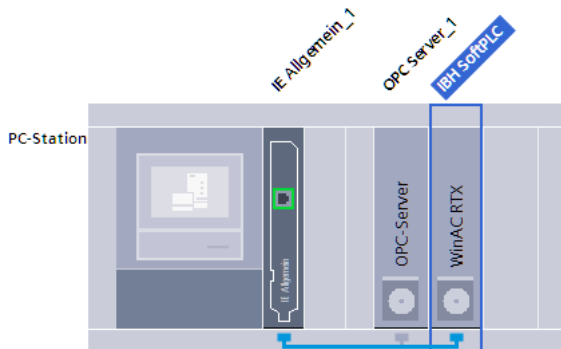 IE Allgemein_1
OPC Server_1
IBH SoftPLC
PC-Station
IE Allgemein
OPC-Server
WinAC RTX